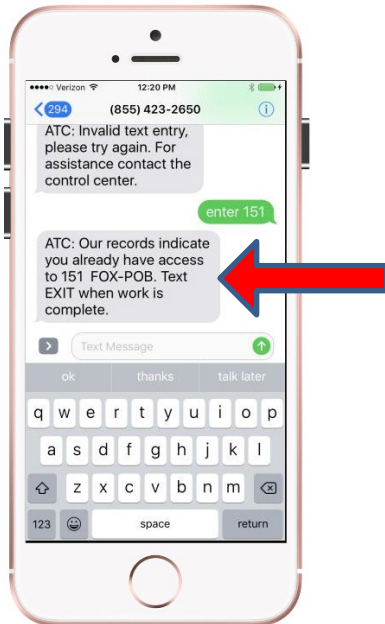 Verizon 12:20 PM
294 (855) 423-2650
ATC: Invalid text entry,
please try again. For
assistance contact the
control center.
enter 151
ATC: Our records indicate
you already have access
to 151 FOX-POB. Text
EXIT when work is
complete.
Text Message
ok thanks talk later
q w e r t y u i o p
a s d f g h j k l
z x c v b n m
123 space return